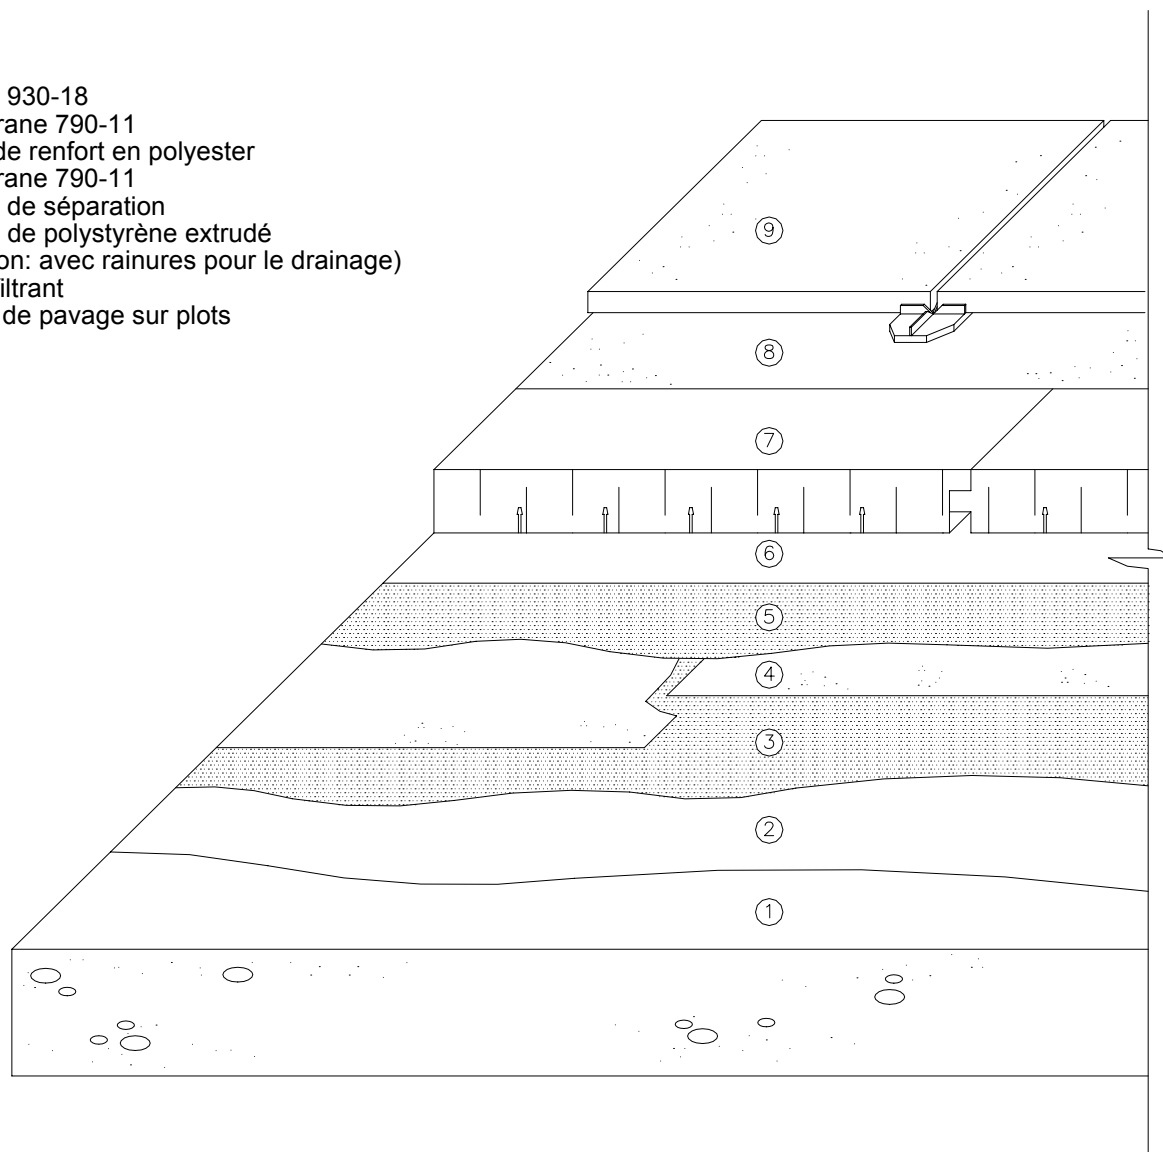 930-18
rane 790-11
de renfort en polyester
rane 790-11
de séparation
de polystyrène extrudé
on: avec rainures pour le drainage)
filtrant
de pavage sur plots
9
8
7
6
5
4
3
2
1